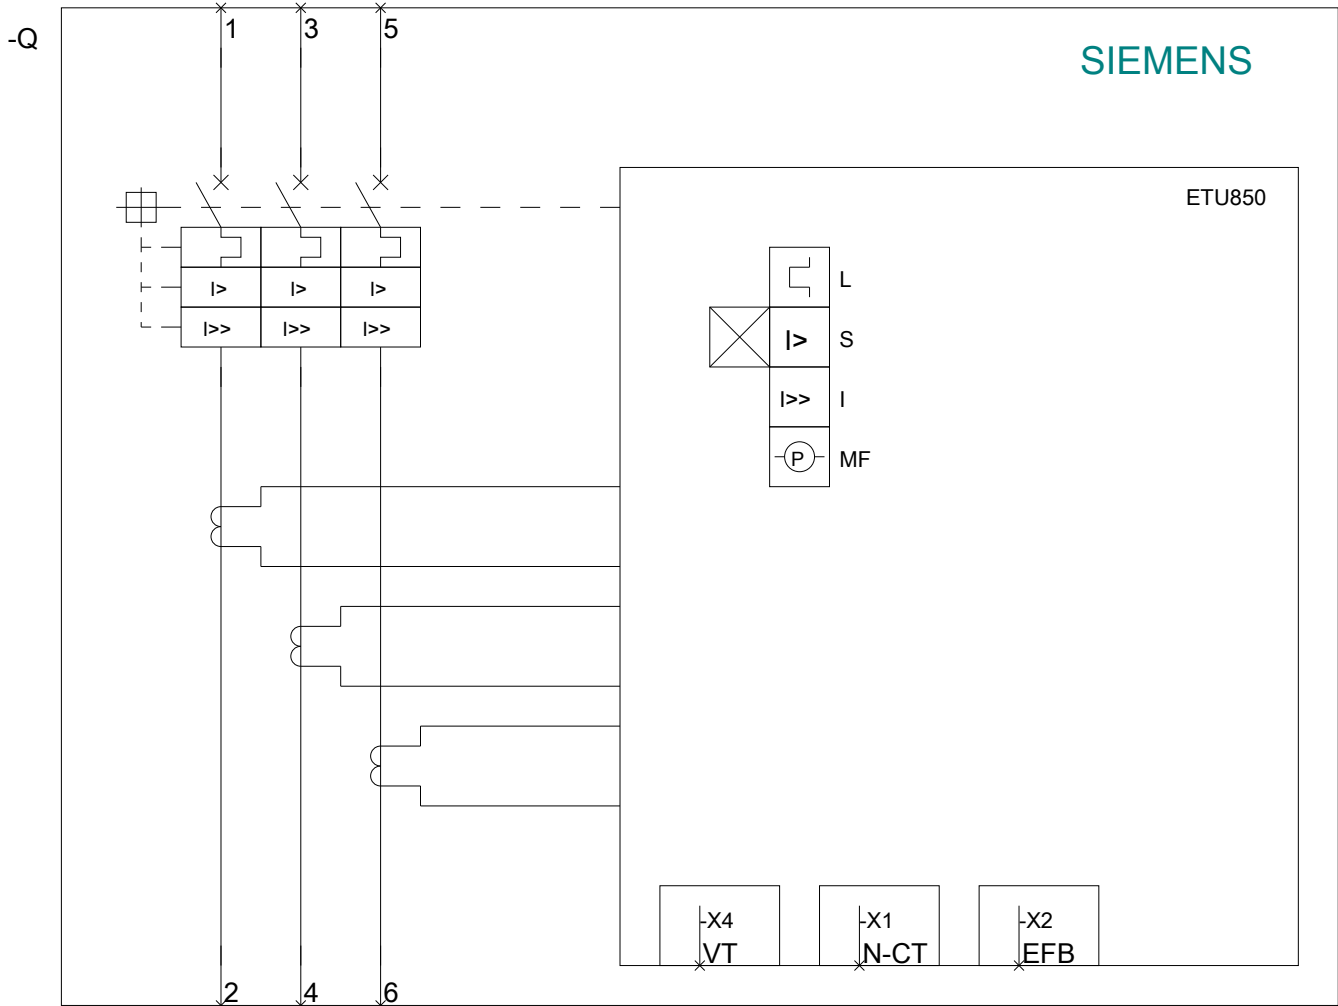 -Q
1 3 5
SIEMENS
ETU850
I> I> I>
I>> I>> I>>
L
I> S
I>> I
P MF
-X4 -X1 -X2
VT N-CT EFB
2 4 6